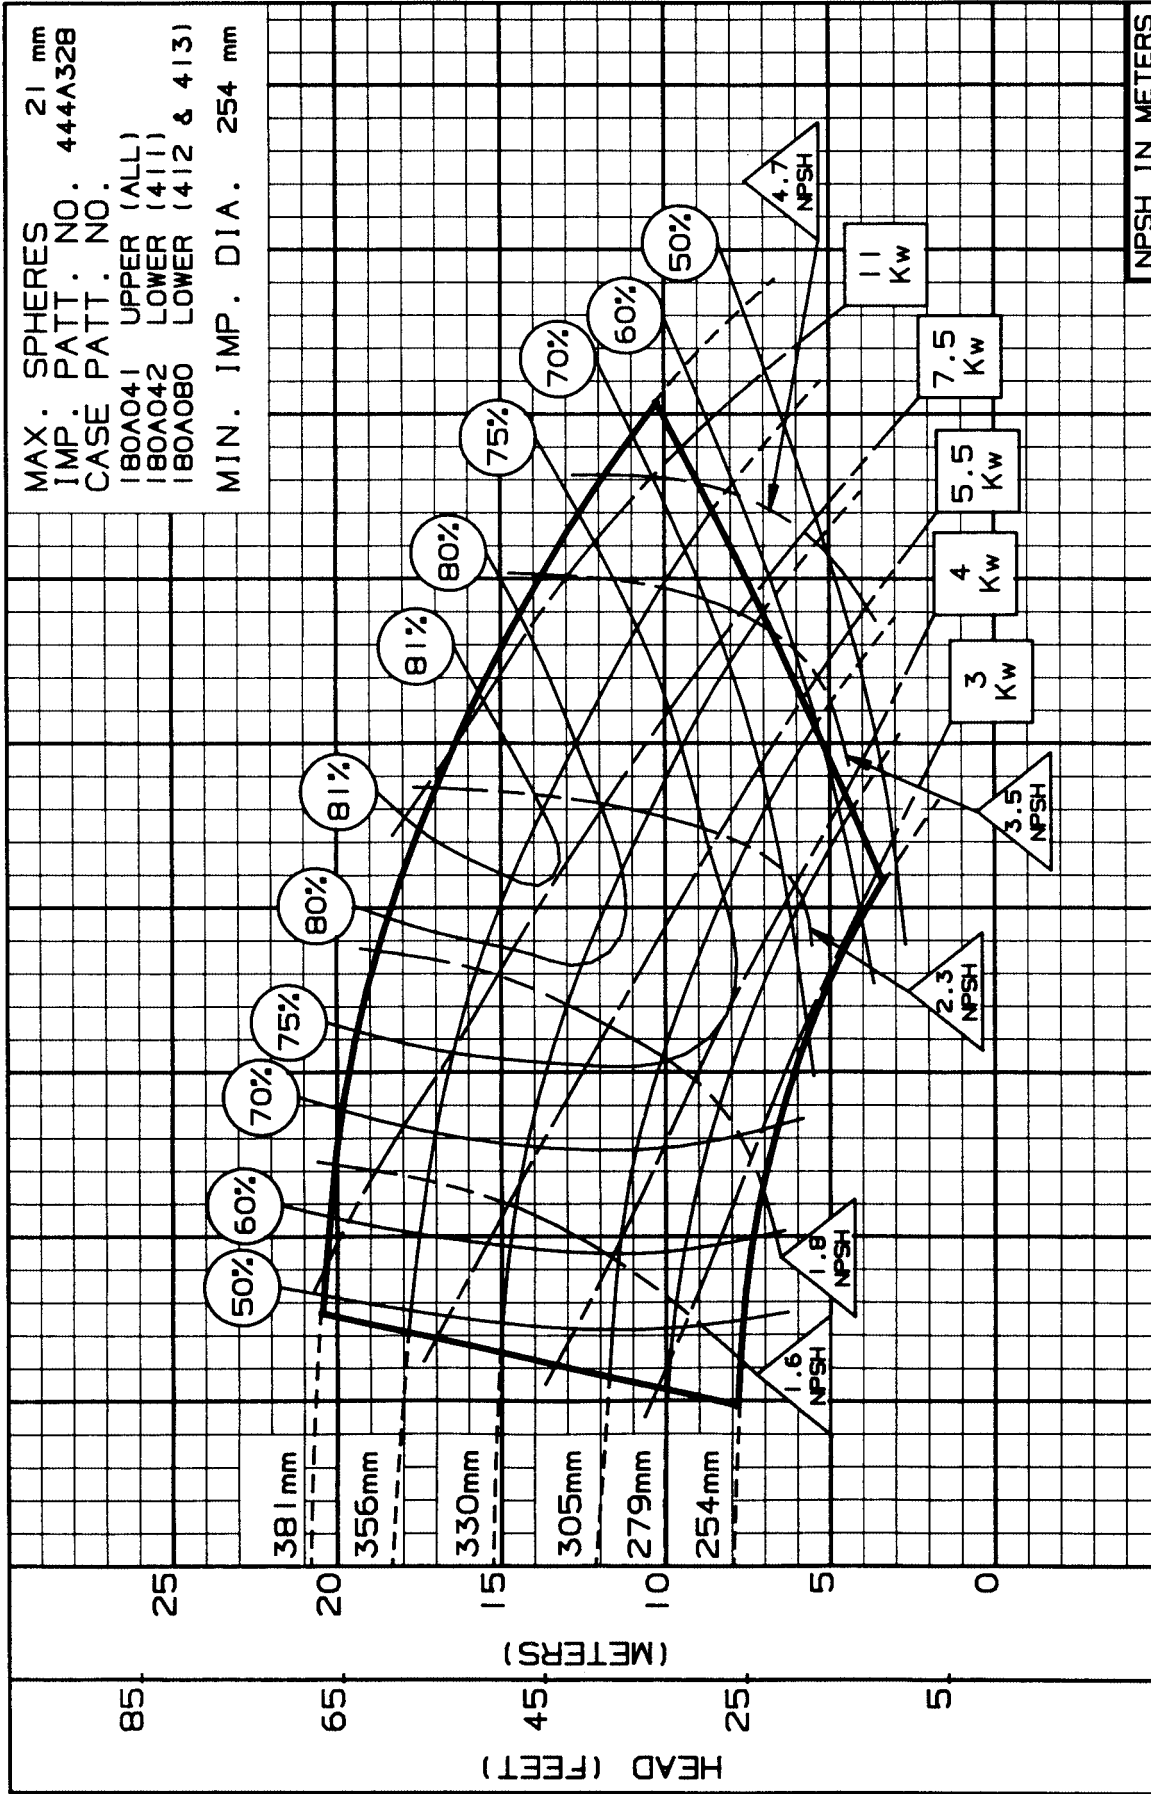 MAX. SPHERES 21 mm
IMP. PATT. NO. 444A328
CASE PATT. NO.
180A041 UPPER (ALL)
180A042 LOWER (411)
180A080 LOWER (412 & 413)
MIN. IMP. DIA. 254 mm
HEAD (FEET)
85
65
45
25
5
(METERS)
25
20
15
10
5
0
381mm
356mm
330mm
305mm
279mm
254mm
50%
60%
70%
75%
80%
81%
81%
80%
75%
70%
60%
50%
1.6
NPSH
1.8
NPSH
2.3
NPSH
3.5
NPSH
4.7
NPSH
3
Kw
4
Kw
5.5
Kw
7.5
Kw
11
Kw
NPSH IN METERS